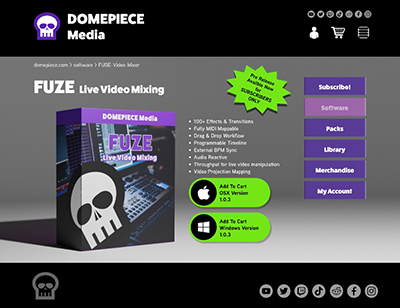 DOMEPIECE
Media
domepiece.com > software > FUSE Video Mixer
FUZE Live Video Mixing
Pre Release
Availble Now
for
SUBSCRIBERS
ONLY
Subscribe!
Software
Packs
Library
Merchandise
My Account
DOMEPIECE Media
FUZE
Live Video Mixing
• 100+ Effects & Transitions
• Fully MIDI Mappable
• Drag & Drop Workflow
• Programmable Timeline
• External BPM Sync
• Audio Reactive
• Throughput for live video manipulation
• Video Projection Mapping
Add To Cart
OSX Version
1.0.3
Add To Cart
Windows Version
1.0.3